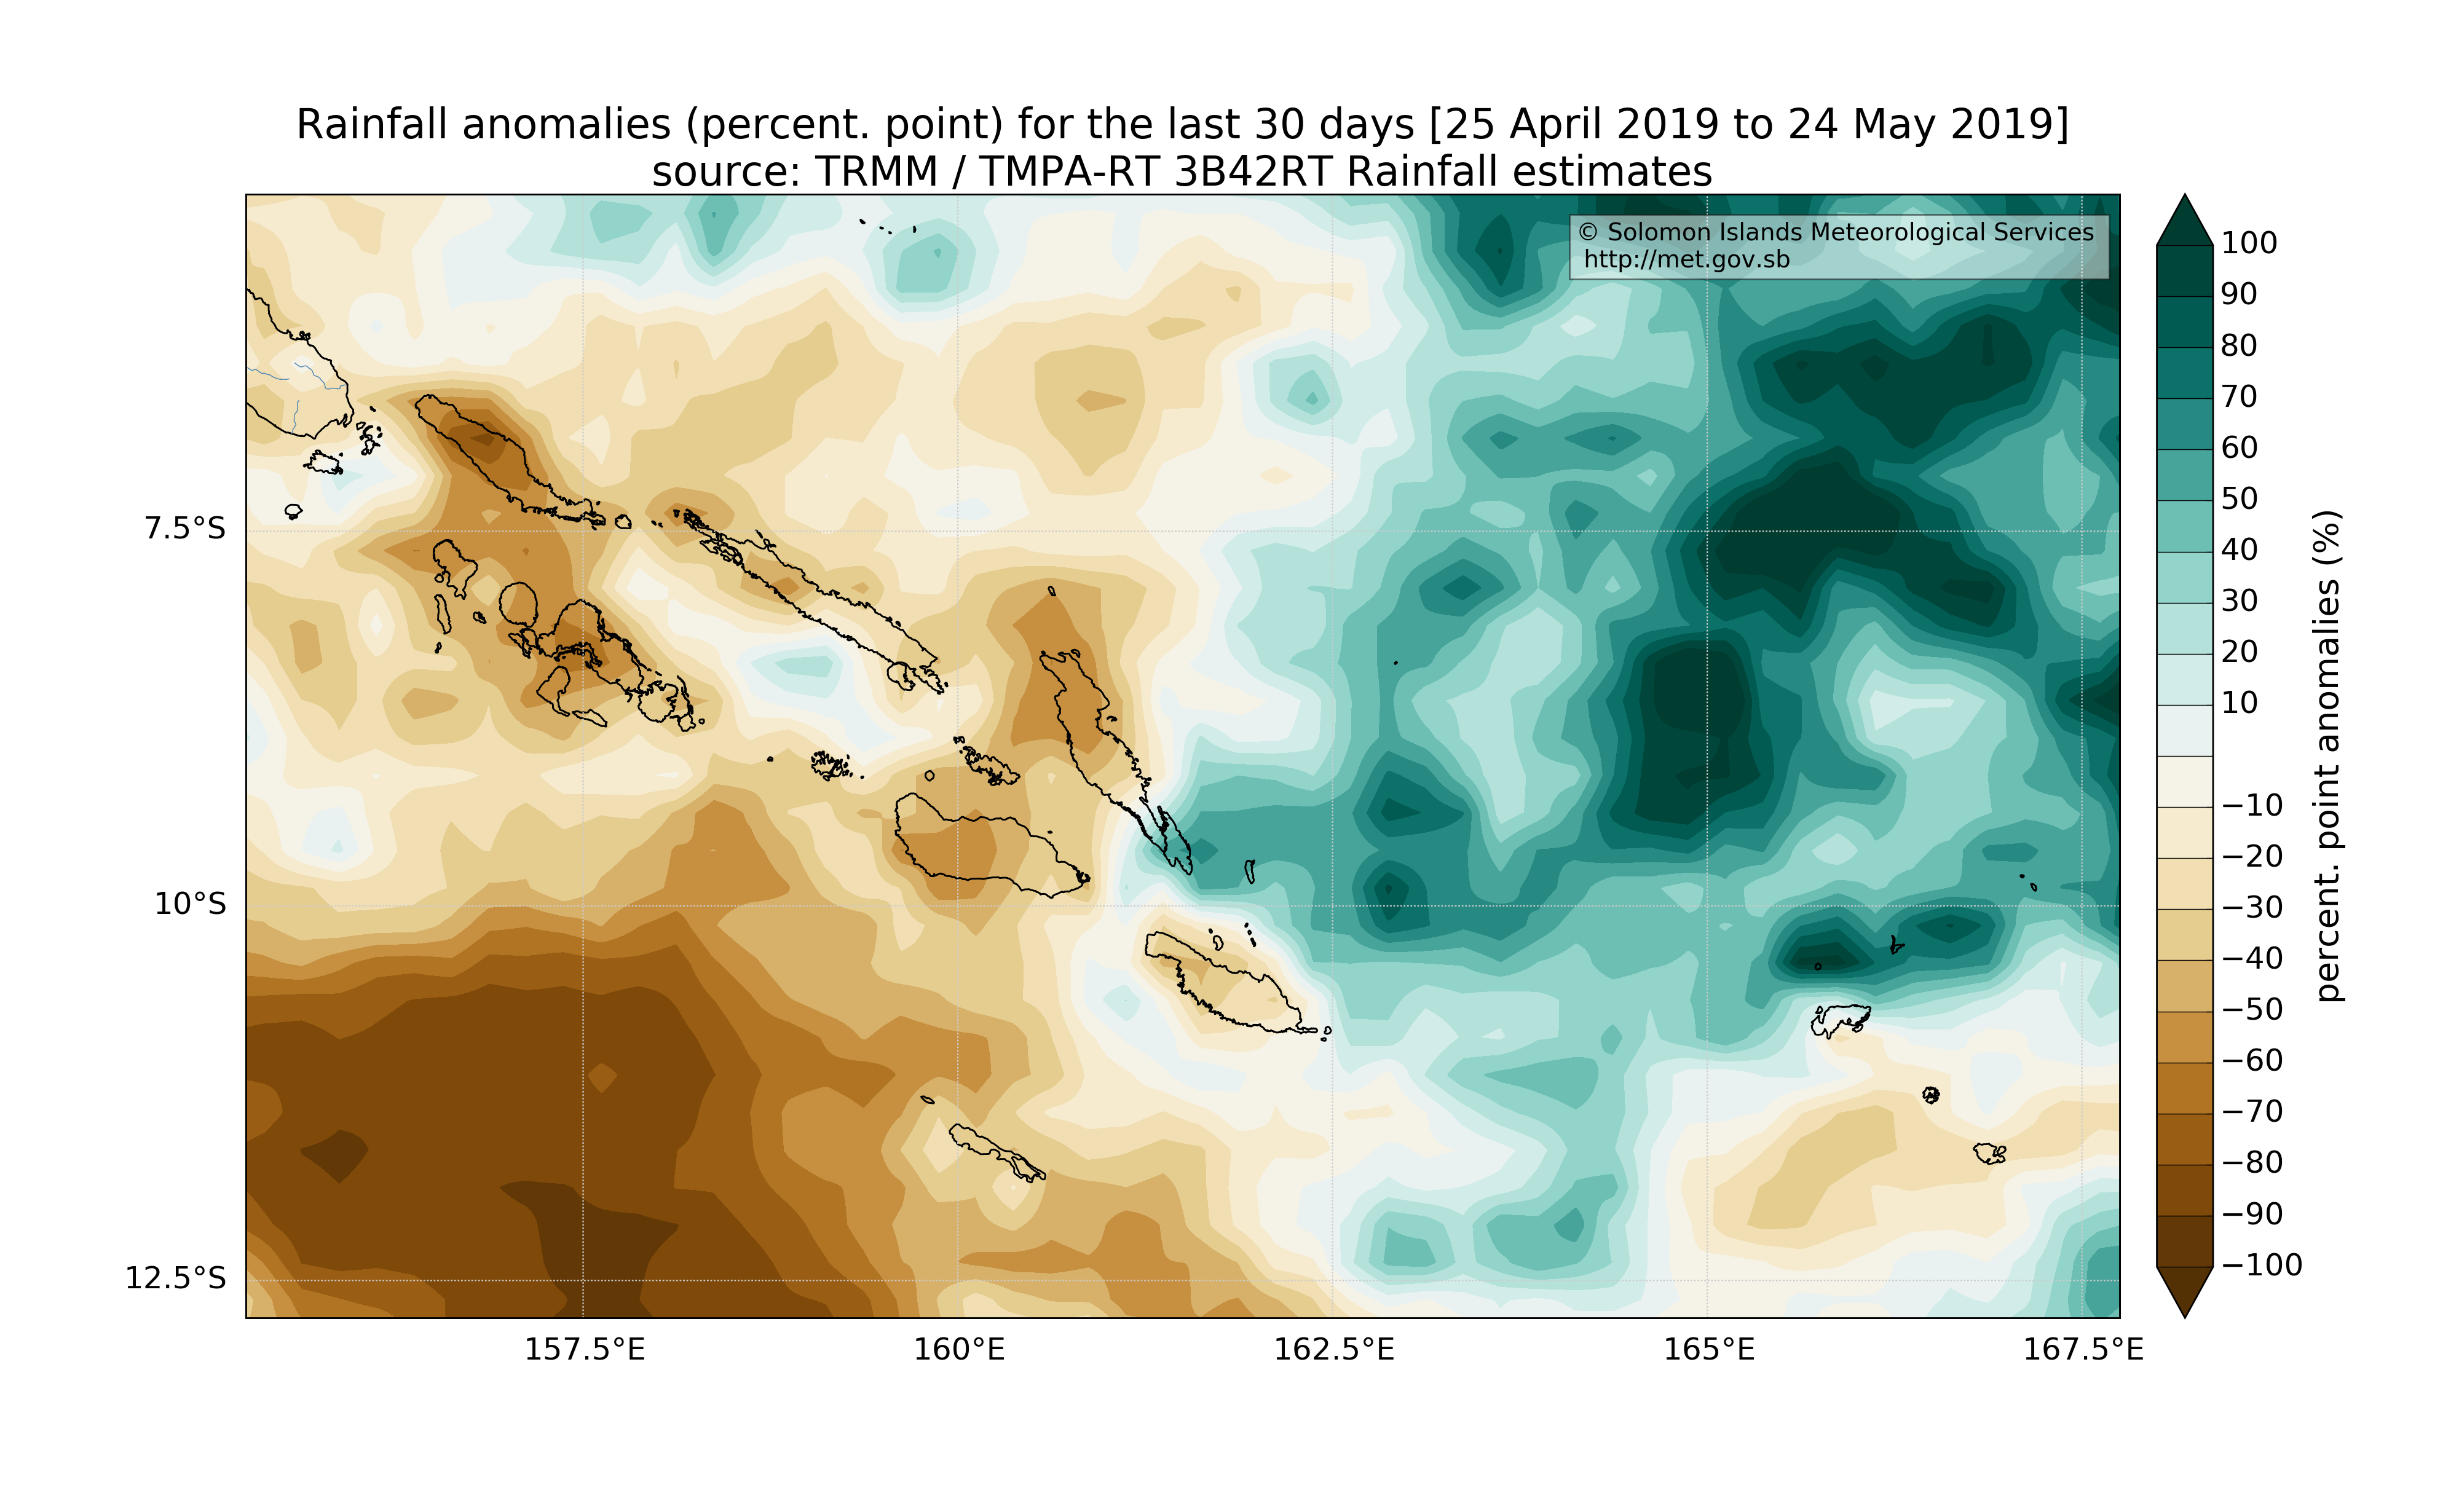 Rainfall anomalies (percent. point) for the last 30 days [25 April 2019 to 24 May 2019]
source: TRMM / TMPA-RT 3B42RT Rainfall estimates
© Solomon Islands Meteorological Services
http://met.gov.sb
7.5°S
10°S
12.5°S
157.5°E
160°E
162.5°E
165°E
167.5°E
100
90
80
70
60
50
40
30
20
10
−10
−20
−30
−40
−50
−60
−70
−80
−90
−100
percent. point anomalies (%)